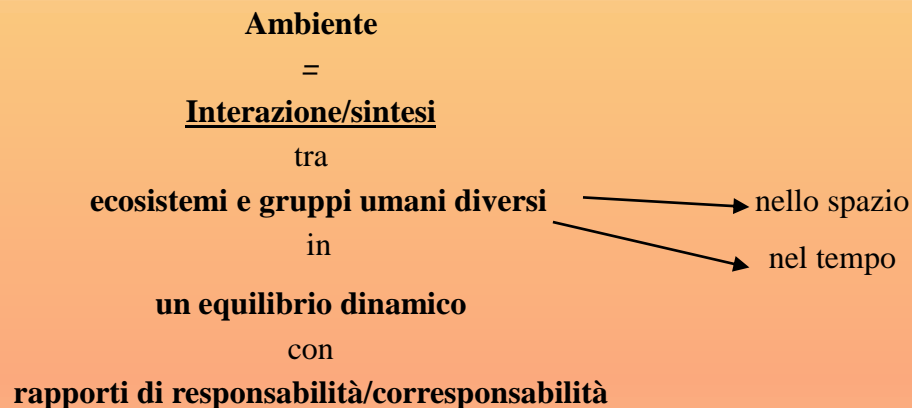 Ambiente
=
Interazione/sintesi
tra
ecosistemi e gruppi umani diversi nello spazio
in nel tempo
un equilibrio dinamico
con
rapporti di responsabilità/corresponsabilità